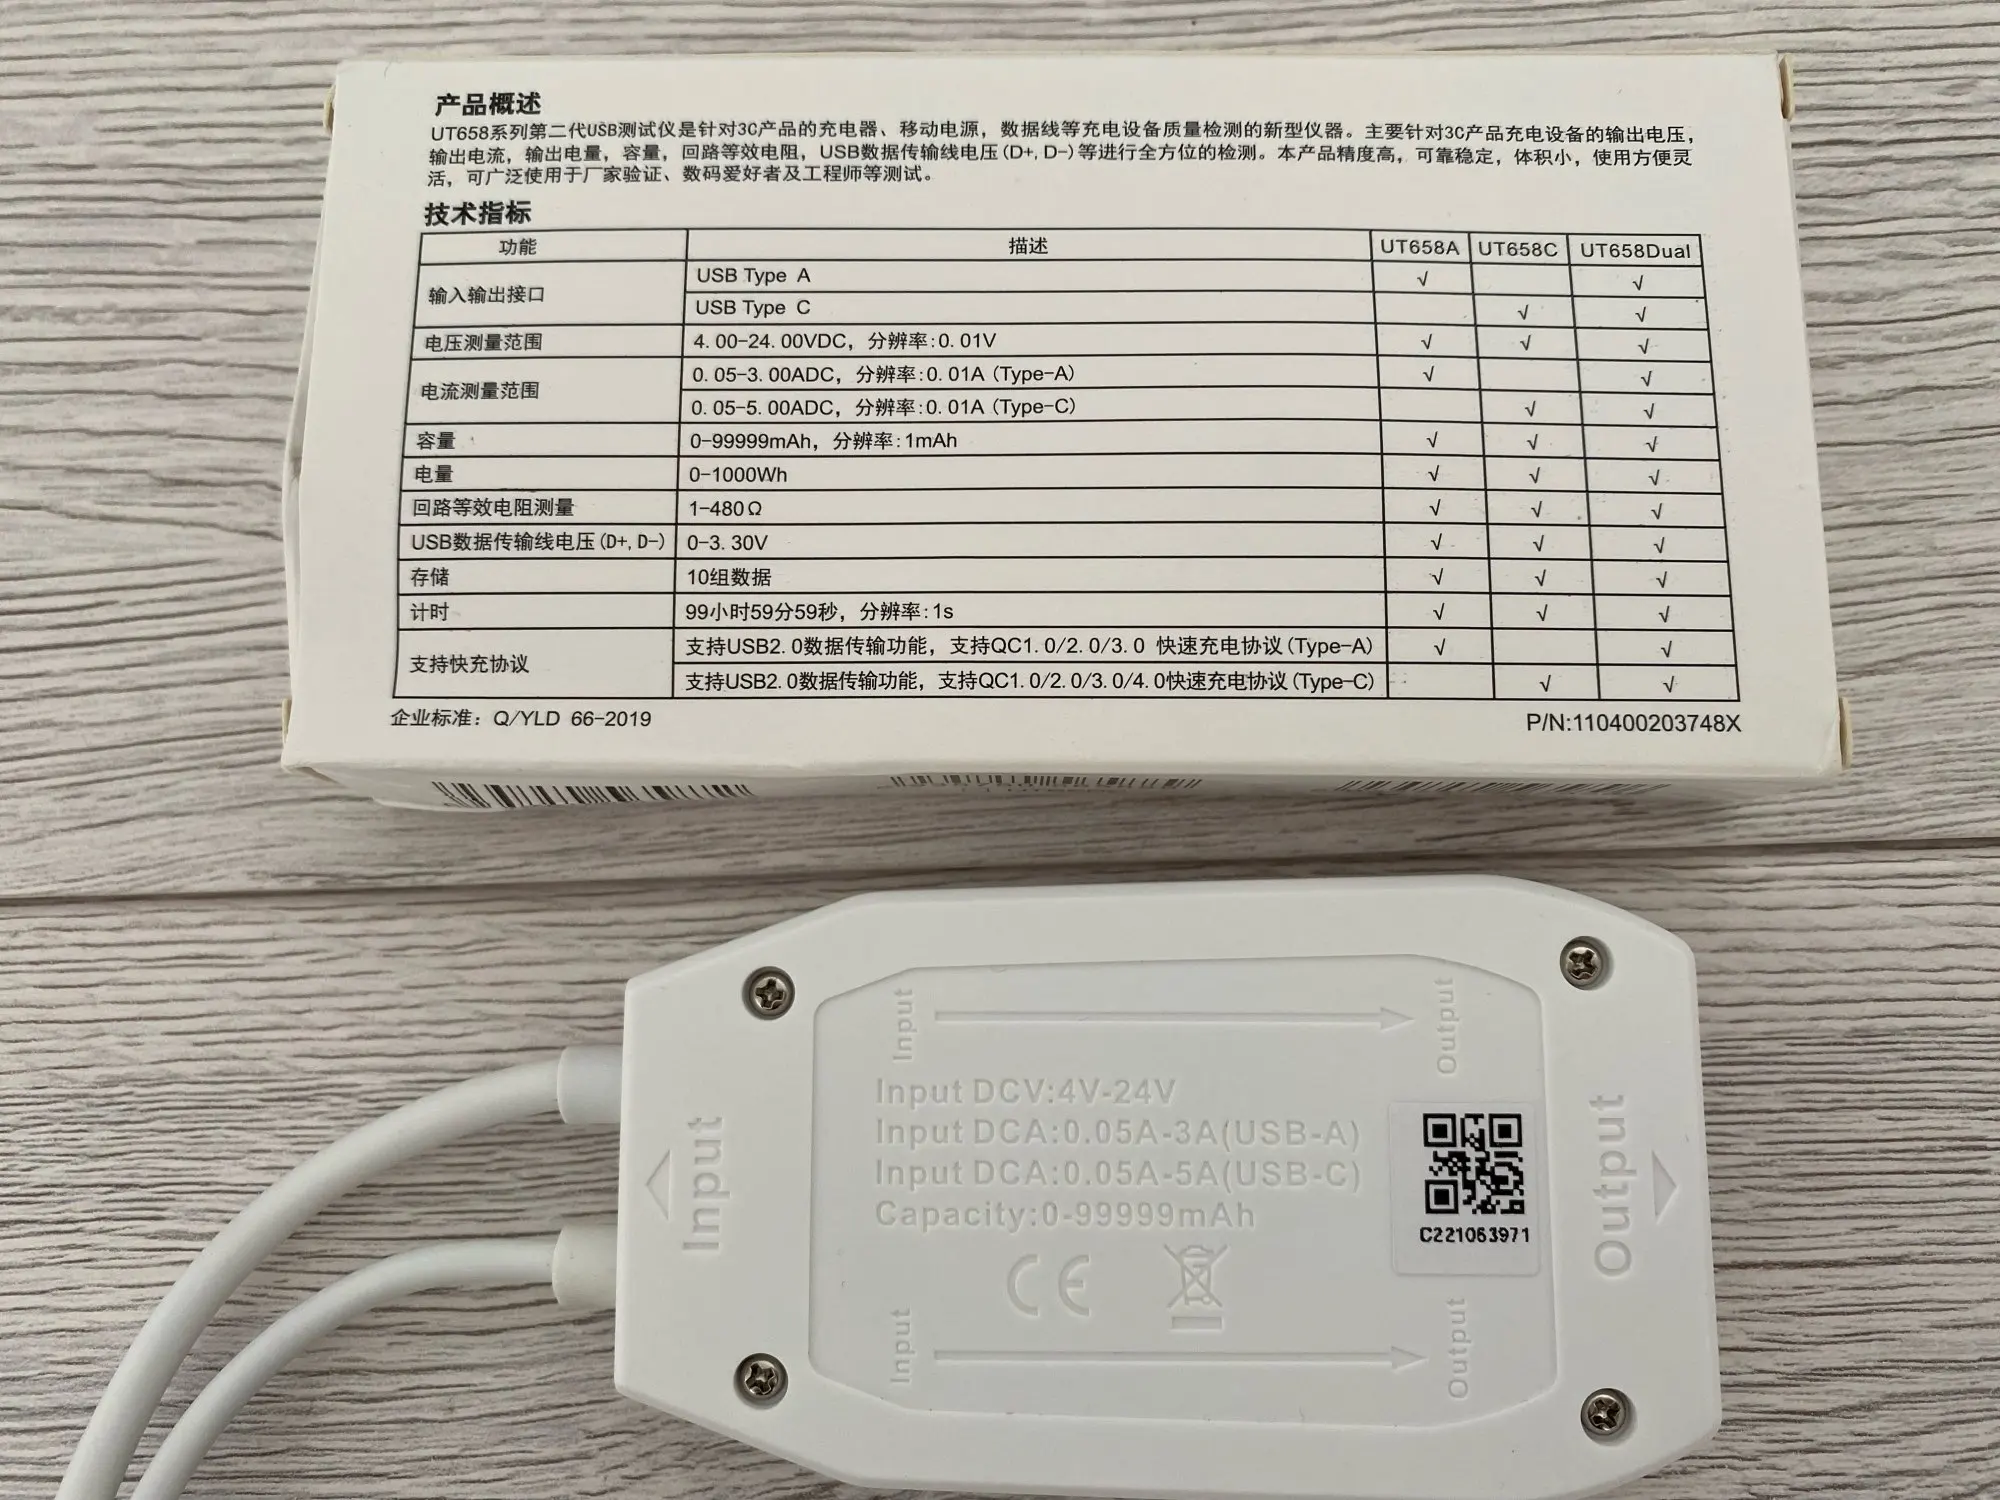 产品概述
UT658系列第二代USB测试仪是针对3C产品的充电器、移动电源，数据线等充电设备质量检测的新型仪器。主要针对3C产品充电设备的输出电压，
输出电流，输出电量，容量，回路等效电阻，USB数据传输线电压(D+,D-)等进行全方位的检测。本产品精度高，可靠稳定，体积小，使用方便灵
活，可广泛使用于厂家验证、数码爱好者及工程师等测试。
技术指标
功能 描述 UT658A UT658C UT658Dual
输入输出接口 USB Type A √ √
USB Type C √ √
电压测量范围 4.00-24.00VDC，分辨率:0.01V √ √ √
电流测量范围 0.05-3.00ADC，分辨率:0.01A(Type-A) √ √
0.05-5.00ADC，分辨率:0.01A(Type-C) √ √
容量 0-99999mAh，分辨率:1mAh √ √ √
电量 0-1000Wh √ √ √
回路等效电阻测量 1-480Ω √ √ √
USB数据传输线电压(D+,D-) 0-3.30V √ √ √
存储 10组数据 √ √ √
计时 99小时59分59秒，分辨率:1s √ √ √
支持快充协议 支持USB2.0数据传输功能，支持QC1.0/2.0/3.0 快速充电协议(Type-A) √ √
支持USB2.0数据传输功能，支持QC1.0/2.0/3.0/4.0快速充电协议(Type-C) √ √
企业标准：Q/YLD 66-2019
P/N:110400203748X
Input
Output
Input DCV:4V-24V
Input DCA:0.05A-3A(USB-A)
Input DCA:0.05A-5A(USB-C)
Capacity:0-99999mAh
CE
Input
Output
C221063971
Input
Output